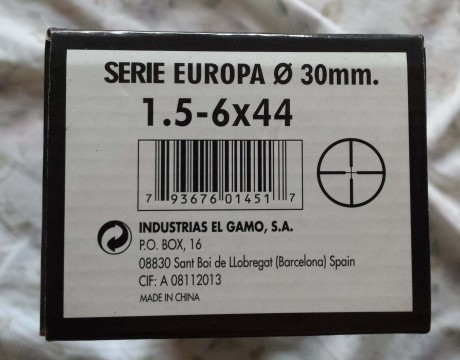 SERIE EUROPA Ø 30mm.
1.5-6x44
7 93676 01451 7
INDUSTRIAS EL GAMO, S.A.
P.O. BOX, 16
08830 Sant Boi de LLobregat (Barcelona) Spain
CIF: A 08112013
MADE IN CHINA